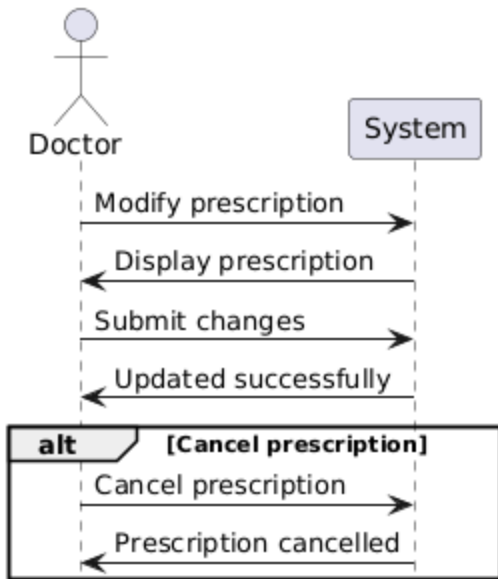 Doctor
System
Modify prescription
Display prescription
Submit changes
Updated successfully
alt [Cancel prescription]
Cancel prescription
Prescription cancelled